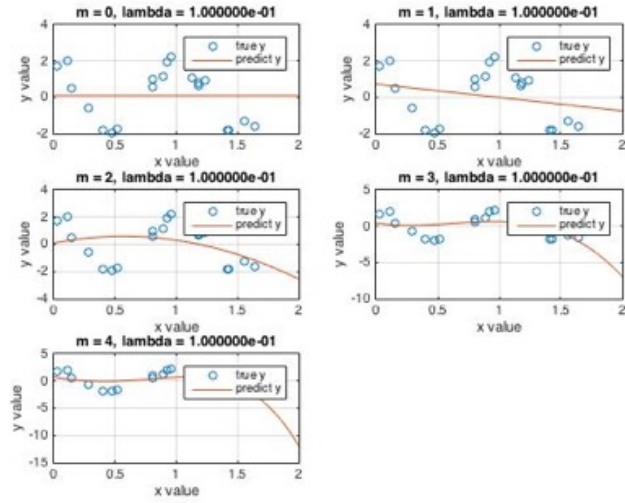 m = 0, lambda = 1.000000e-01
4
2
0
-2
y value
0 0.5 1 1.5 2
x value
true y
predict y
m = 1, lambda = 1.000000e-01
4
2
0
-2
y value
0 0.5 1 1.5 2
x value
true y
predict y
m = 2, lambda = 1.000000e-01
4
2
0
-2
-4
y value
0 0.5 1 1.5 2
x value
true y
predict y
m = 3, lambda = 1.000000e-01
5
0
-5
-10
y value
0 0.5 1 1.5 2
x value
true y
predict y
m = 4, lambda = 1.000000e-01
5
0
-5
-10
-15
y value
0 0.5 1 1.5 2
x value
true y
predict y